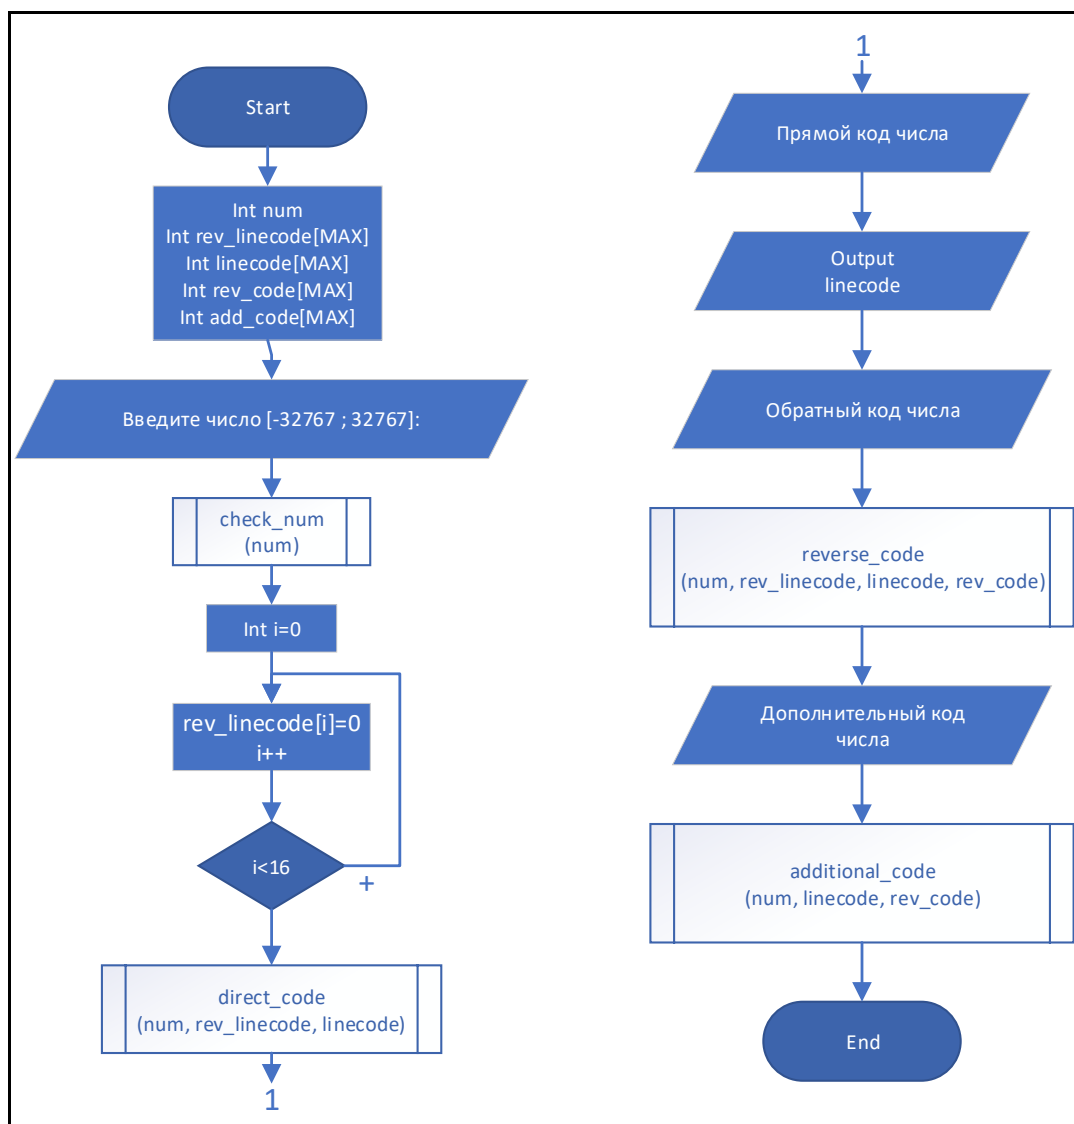 Start
Int num
Int rev_linecode[MAX]
Int linecode[MAX]
Int rev_code[MAX]
Int add_code[MAX]
Введите число [-32767 ; 32767]:
check_num
(num)
Int i=0
rev_linecode[i]=0
i++
i<16
+
direct_code
(num, rev_linecode, linecode)
1
1
Прямой код числа
Output
linecode
Обратный код числа
reverse_code
(num, rev_linecode, linecode, rev_code)
Дополнительный код
числа
additional_code
(num, linecode, rev_code)
End